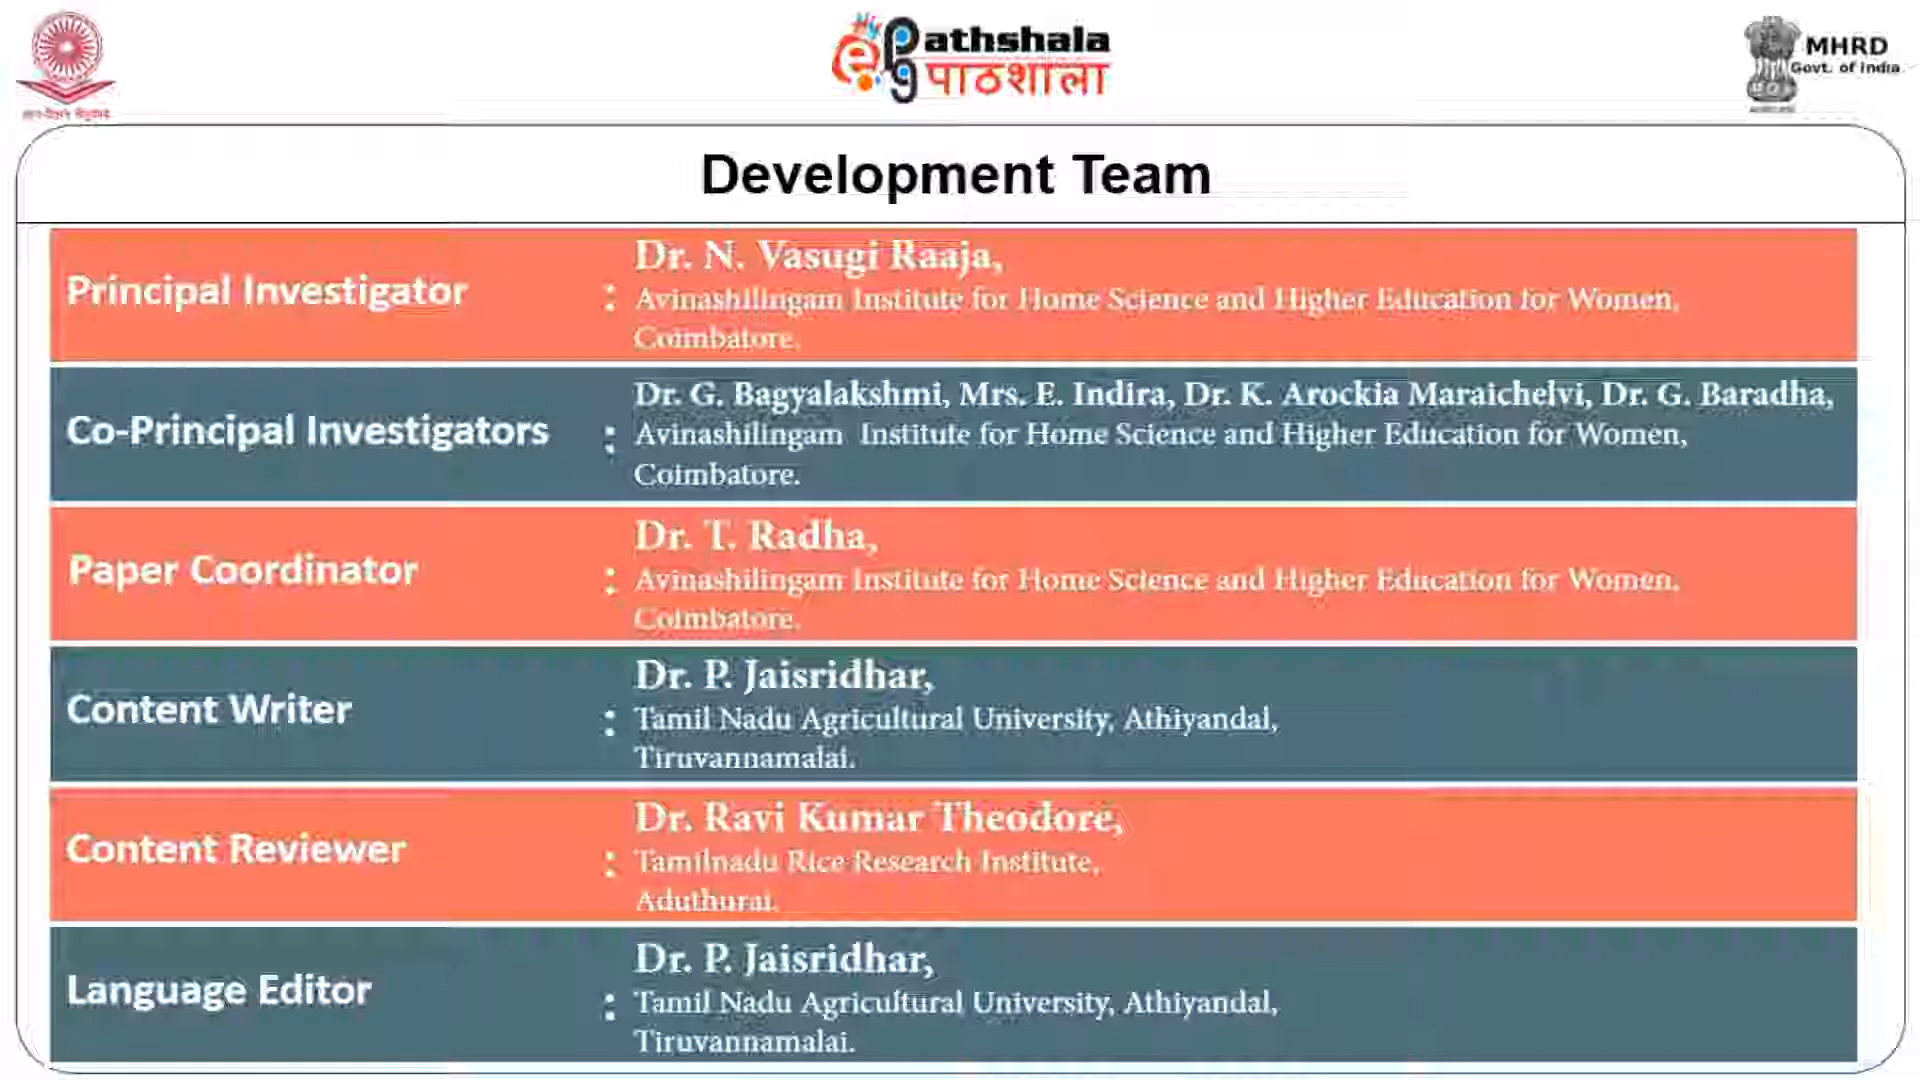 ePathshala
पाठशाला
MHRD
Govt. of India
Development Team
Principal Investigator
:
Dr. N. Vasugi Raaja,
Avinashilingam Institute for Home Science and Higher Education for Women,
Coimbatore.
Co-Principal Investigators
:
Dr. G. Bagyalakshmi, Mrs. E. Indira, Dr. K. Arockia Maraichelvi, Dr. G. Baradha,
Avinashilingam Institute for Home Science and Higher Education for Women,
Coimbatore.
Paper Coordinator
:
Dr. T. Radha,
Avinashilingam Institute for Home Science and Higher Education for Women,
Coimbatore.
Content Writer
:
Dr. P. Jaisridhar,
Tamil Nadu Agricultural University, Athiyandal,
Tiruvannamalai.
Content Reviewer
:
Dr. Ravi Kumar Theodore,
Tamilnadu Rice Research Institute,
Aduthurai.
Language Editor
:
Dr. P. Jaisridhar,
Tamil Nadu Agricultural University, Athiyandal,
Tiruvannamalai.